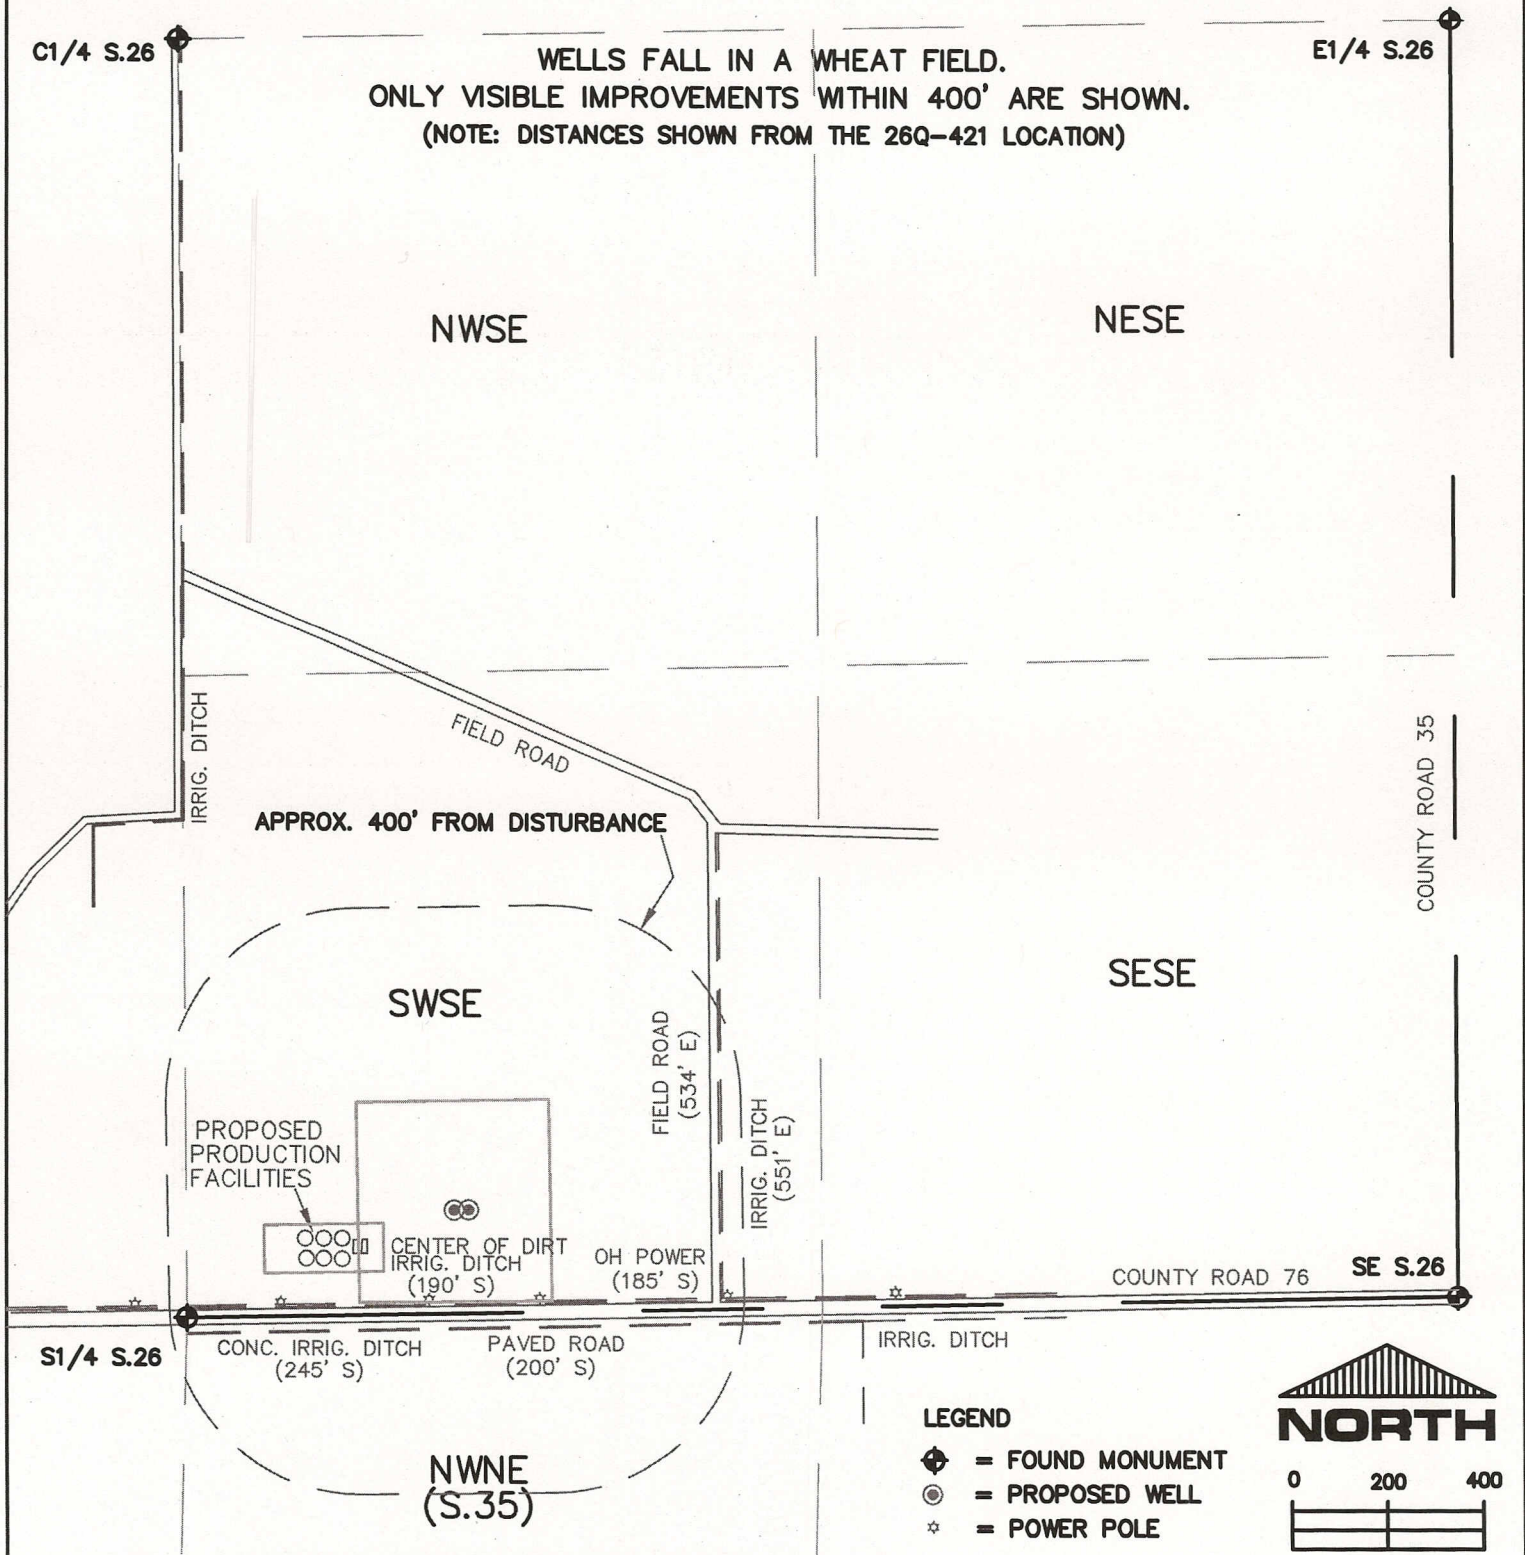 C1/4 S.26
E1/4 S.26
WELLS FALL IN A WHEAT FIELD.
ONLY VISIBLE IMPROVEMENTS WITHIN 400' ARE SHOWN.
(NOTE: DISTANCES SHOWN FROM THE 26Q-421 LOCATION)
NWSE
NESE
IRRIG. DITCH
FIELD ROAD
COUNTY ROAD 35
APPROX. 400' FROM DISTURBANCE
SWSE
SESE
FIELD ROAD
(534' E)
IRRIG. DITCH
(551' E)
PROPOSED
PRODUCTION
FACILITIES
CENTER OF DIRT
IRRIG. DITCH
(190' S)
OH POWER
(185' S)
COUNTY ROAD 76
SE S.26
S1/4 S.26
CONC. IRRIG. DITCH
(245' S)
PAVED ROAD
(200' S)
IRRIG. DITCH
NWNE
(S.35)
LEGEND
= FOUND MONUMENT
= PROPOSED WELL
= POWER POLE
NORTH
0 200 400